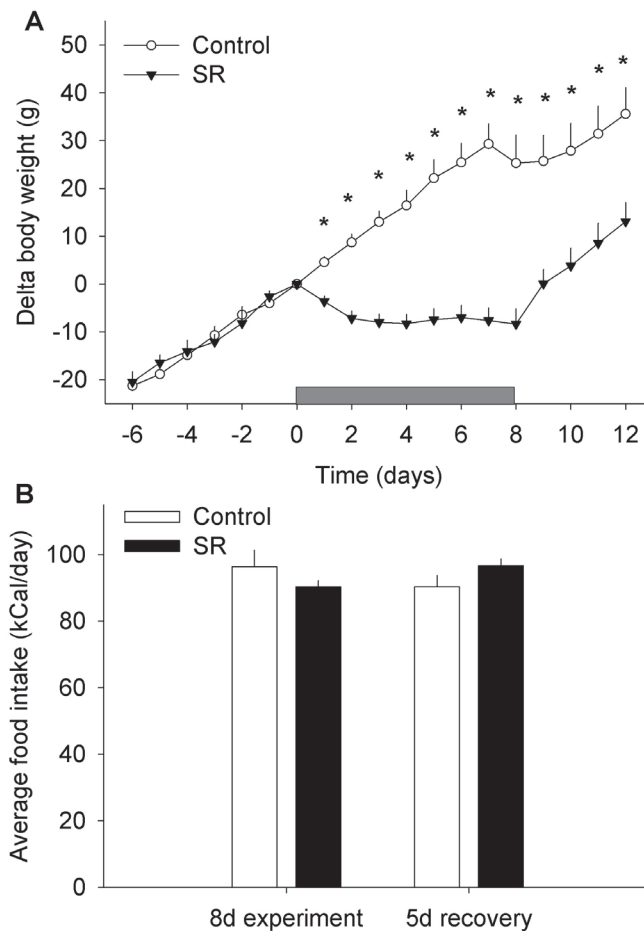 A
Control
SR
Delta body weight (g)
50
40
30
20
10
0
-10
-20
* * * * * * * * * * * *
-6 -4 -2 0 2 4 6 8 10 12
Time (days)
B
Control
SR
Average food intake (kCal/day)
100
80
60
40
20
0
8d experiment 5d recovery